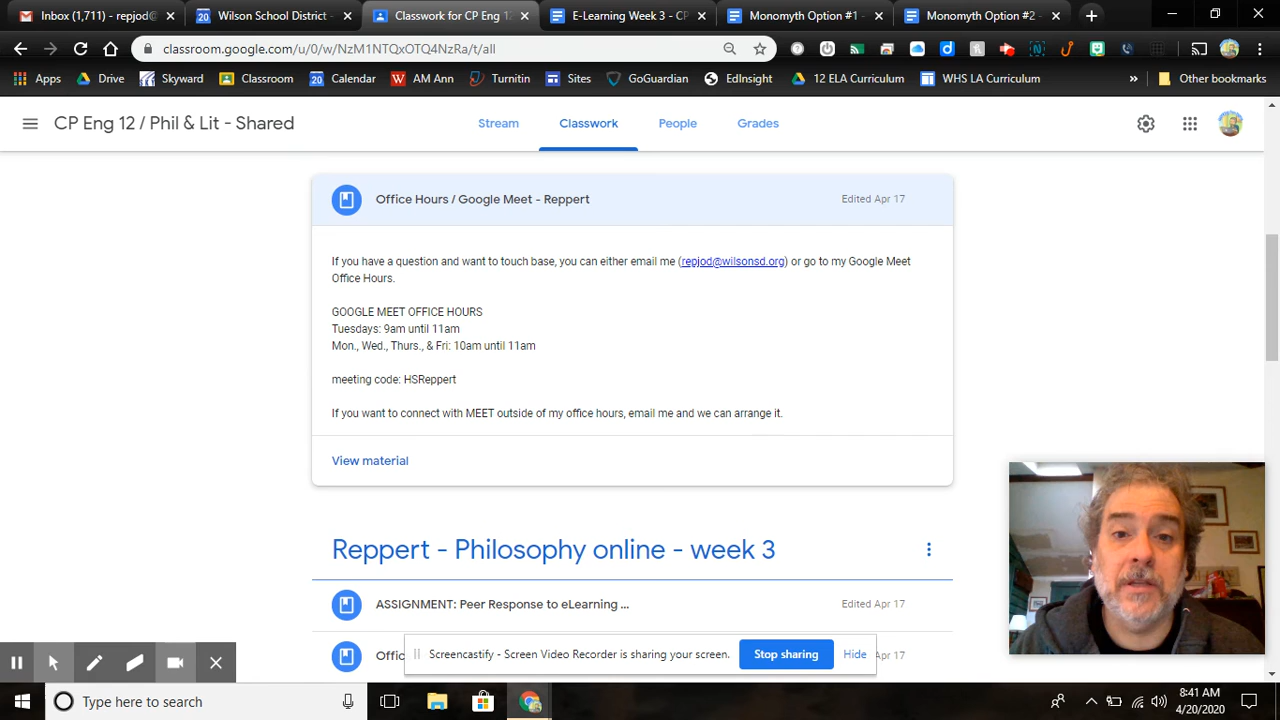 Inbox (1,711) - repjod@
Wilson School District -
Classwork for CP Eng 12
E-Learning Week 3 - CP
Monomyth Option #1 -
Monomyth Option #2 -
classroom.google.com/u/0/w/NzM1NTQxOTQ4NzRa/t/all
Apps Drive Skyward Classroom 20 Calendar AM Ann Turnitin Sites GoGuardian EdInsight 12 ELA Curriculum WHS LA Curriculum » Other bookmarks
CP Eng 12 / Phil & Lit - Shared
Stream Classwork People Grades
Office Hours / Google Meet - Reppert Edited Apr 17
If you have a question and want to touch base, you can either email me (repjod@wilsonsd.org) or go to my Google Meet
Office Hours.
GOOGLE MEET OFFICE HOURS
Tuesdays: 9am until 11am
Mon., Wed., Thurs., & Fri: 10am until 11am
meeting code: HSReppert
If you want to connect with MEET outside of my office hours, email me and we can arrange it.
View material
Reppert - Philosophy online - week 3
ASSIGNMENT: Peer Response to eLearning ... Edited Apr 17
Offic Apr 17
Screencastify - Screen Video Recorder is sharing your screen. Stop sharing Hide
Type here to search
8:41 AM
4/20/2020